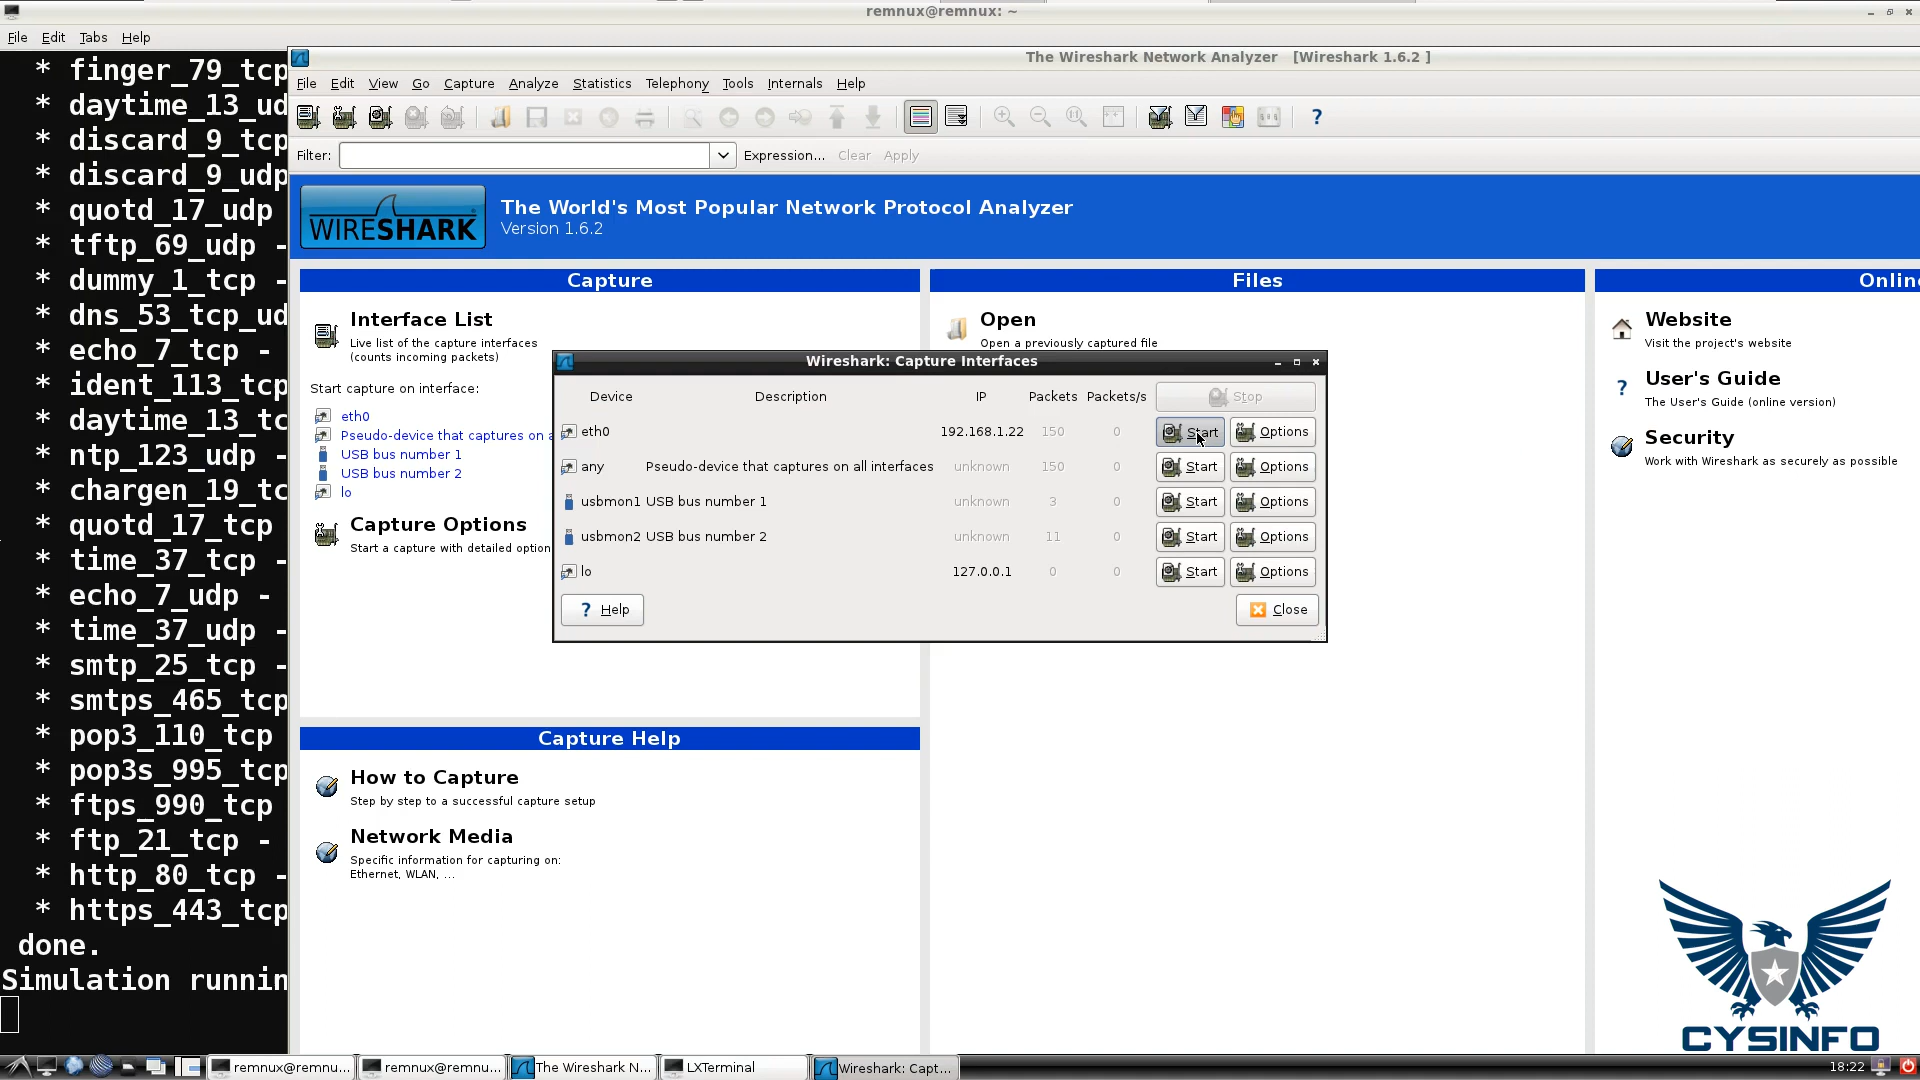 remnux@remnux: ~
File Edit Tabs Help
* finger_79_tcp
* daytime_13_ud
* discard_9_tcp
* discard_9_udp
* quotd_17_udp
* tftp_69_udp -
* dummy_1_tcp -
* dns_53_tcp_ud
* echo_7_tcp -
* ident_113_tcp
* daytime_13_tc
* ntp_123_udp -
* chargen_19_tc
* quotd_17_tcp
* time_37_tcp -
* echo_7_udp -
* time_37_udp -
* smtp_25_tcp -
* smtps_465_tcp
* pop3_110_tcp
* pop3s_995_tcp
* ftps_990_tcp
* ftp_21_tcp -
* http_80_tcp -
* https_443_tcp
done.
Simulation runnin
The Wireshark Network Analyzer [Wireshark 1.6.2 ]
File Edit View Go Capture Analyze Statistics Telephony Tools Internals Help
Filter: Expression... Clear Apply
WIRESHARK
The World's Most Popular Network Protocol Analyzer
Version 1.6.2
Capture
Interface List
Live list of the capture interfaces
(counts incoming packets)
Start capture on interface:
eth0
Pseudo-device that captures on a
USB bus number 1
USB bus number 2
lo
Capture Options
Start a capture with detailed option
Capture Help
How to Capture
Step by step to a successful capture setup
Network Media
Specific information for capturing on:
Ethernet, WLAN, ...
Files
Open
Open a previously captured file
Onlin
Website
Visit the project's website
User's Guide
The User's Guide (online version)
Security
Work with Wireshark as securely as possible
Wireshark: Capture Interfaces
Device Description IP Packets Packets/s Stop
eth0 192.168.1.22 150 0 Start Options
any Pseudo-device that captures on all interfaces unknown 150 0 Start Options
usbmon1 USB bus number 1 unknown 3 0 Start Options
usbmon2 USB bus number 2 unknown 11 0 Start Options
lo 127.0.0.1 0 0 Start Options
Help Close
CYSINFO
remnux@remnu... remnux@remnu... The Wireshark N... LXTerminal Wireshark: Capt... 18:22